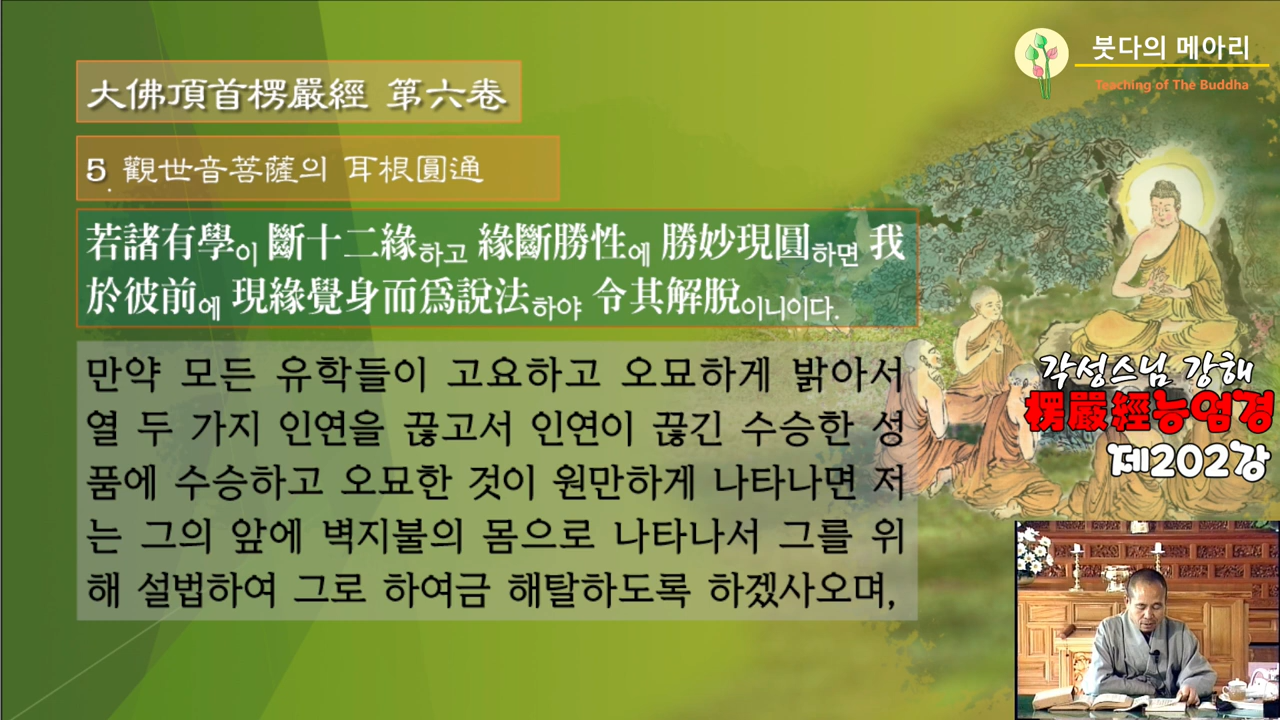 大佛頂首楞嚴經 第六卷
5. 觀世音菩薩의 耳根圓通
若諸有學이 斷十二緣하고 緣斷勝性에 勝妙現圓하면 我
於彼前에 現緣覺身而爲說法하야 令其解脫이니이다.
만약 모든 유학들이 고요하고 오묘하게 밝아서
열 두 가지 인연을 끊고서 인연이 끊긴 수승한 성
품에 수승하고 오묘한 것이 원만하게 나타나면 저
는 그의 앞에 벽지불의 몸으로 나타나서 그를 위
해 설법하여 그로 하여금 해탈하도록 하겠사오며,
붓다의 메아리
Teaching of The Buddha
각성스님 강해
楞嚴經능엄경
제202강